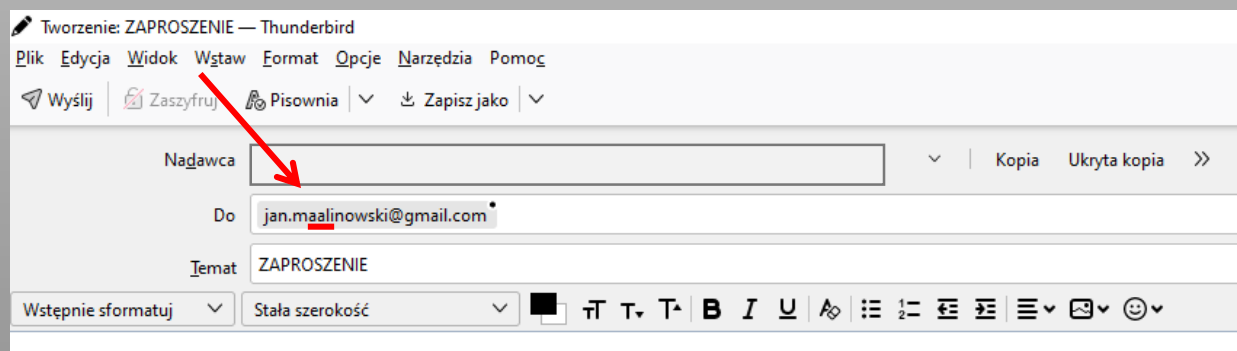 Tworzenie: ZAPROSZENIE — Thunderbird
Plik Edycja Widok Wstaw Format Opcje Narzędzia Pomoc
Wyślij Zaszyfruj Pisownia Zapisz jako
Nadawca Kopia Ukryta kopia
Do jan.maalinowski@gmail.com
Temat ZAPROSZENIE
Wstępnie sformatuj Stała szerokość